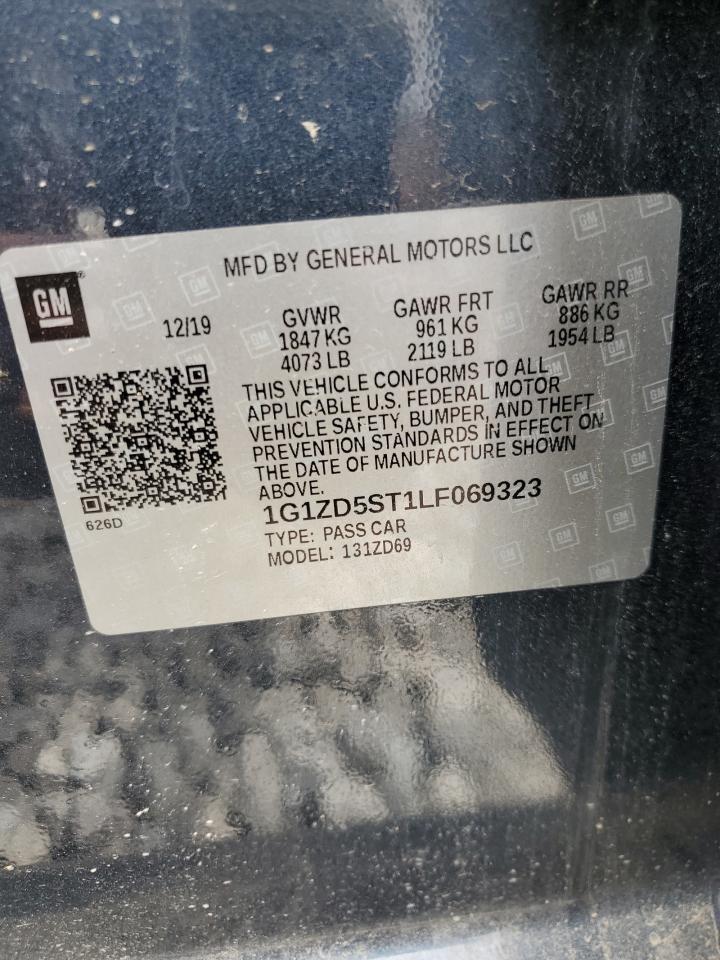 MFD BY GENERAL MOTORS LLC
GM
12/19
GVWR
1847 KG
4073 LB
GAWR FRT
961 KG
2119 LB
GAWR RR
886 KG
1954 LB
THIS VEHICLE CONFORMS TO ALL
APPLICABLE U.S. FEDERAL MOTOR
VEHICLE SAFETY, BUMPER, AND THEFT
PREVENTION STANDARDS IN EFFECT ON
THE DATE OF MANUFACTURE SHOWN
ABOVE.
1G1ZD5ST1LF069323
TYPE: PASS CAR
MODEL: 131ZD69
626D